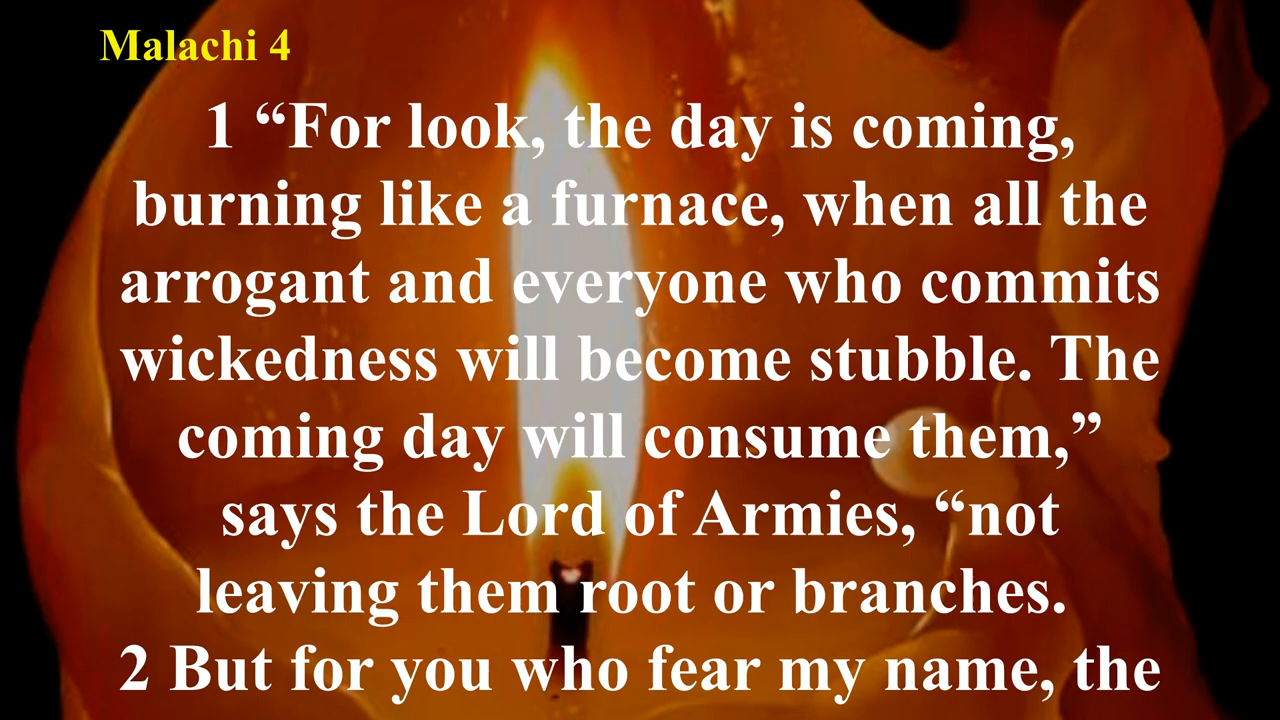 Malachi 4
1 “For look, the day is coming,
burning like a furnace, when all the
arrogant and everyone who commits
wickedness will become stubble. The
coming day will consume them,”
says the Lord of Armies, “not
leaving them root or branches.
2 But for you who fear my name, the